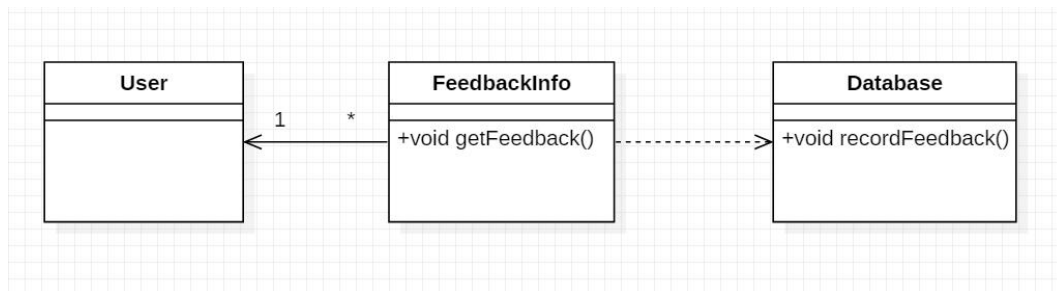 User
1
*
FeedbackInfo
+void getFeedback()
Database
+void recordFeedback()